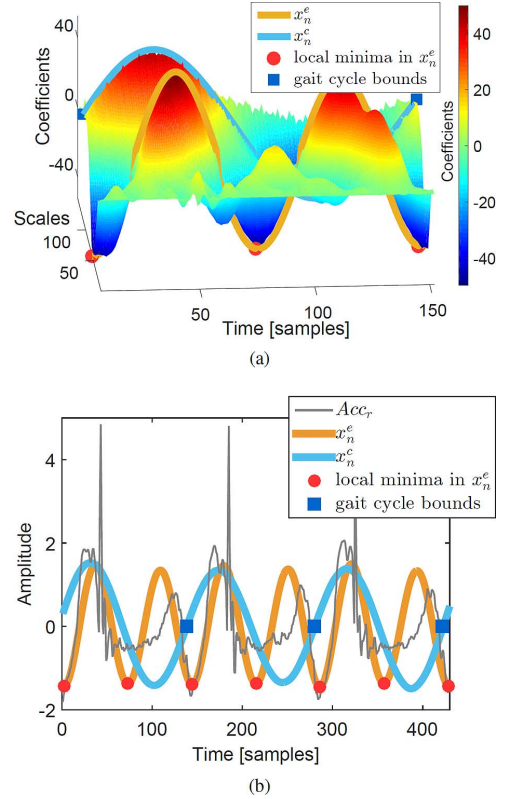 x_n^e
x_n^c
local minima in x_n^e
gait cycle bounds
40
0
-40
Coefficients
Scales
100
50
50
100
150
Time [samples]
40
20
0
-20
-40
Coefficients
(a)
Acc_r
x_n^e
x_n^c
local minima in x_n^e
gait cycle bounds
4
2
0
-2
Amplitude
0 100 200 300 400
Time [samples]
(b)